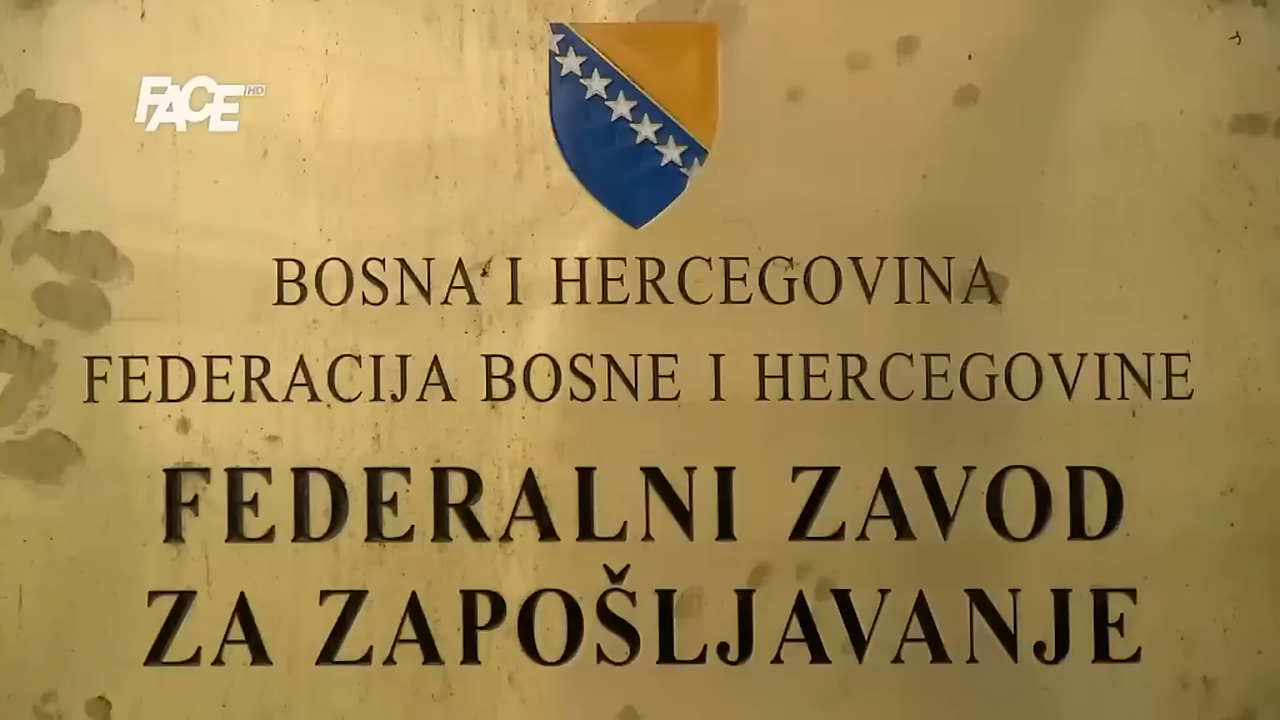 FACE HD
BOSNA I HERCEGOVINA
FEDERACIJA BOSNE I HERCEGOVINE
FEDERALNI ZAVOD
ZA ZAPOŠLJAVANJE